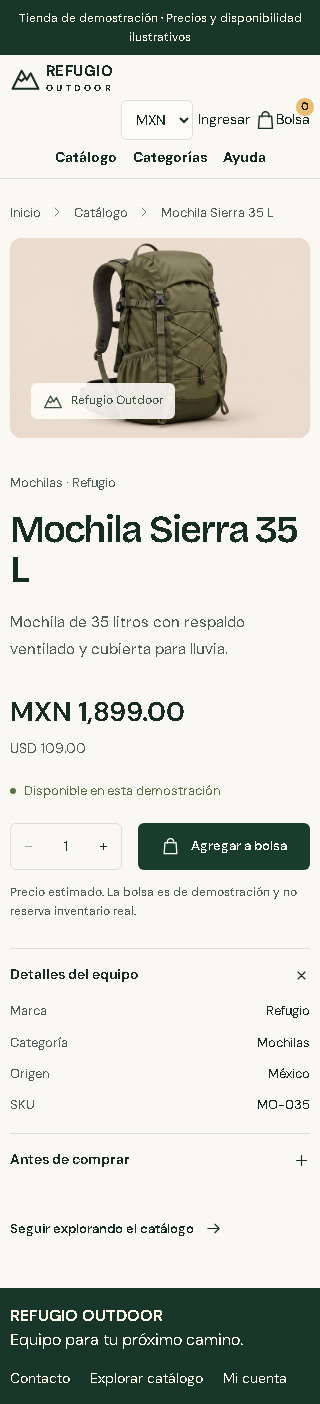 Tienda de demostración · Precios y disponibilidad
ilustrativos
REFUGIO
OUTDOOR
MXN
Ingresar
Bolsa
0
Catálogo
Categorías
Ayuda
Inicio
Catálogo
Mochila Sierra 35 L
Refugio Outdoor
Mochilas · Refugio
Mochila Sierra 35
L
Mochila de 35 litros con respaldo
ventilado y cubierta para lluvia.
MXN 1,899.00
USD 109.00
Disponible en esta demostración
− 1 +
Agregar a bolsa
Precio estimado. La bolsa es de demostración y no
reserva inventario real.
Detalles del equipo
Marca Refugio
Categoría Mochilas
Origen México
SKU MO-035
Antes de comprar
Seguir explorando el catálogo →
REFUGIO OUTDOOR
Equipo para tu próximo camino.
Contacto Explorar catálogo Mi cuenta